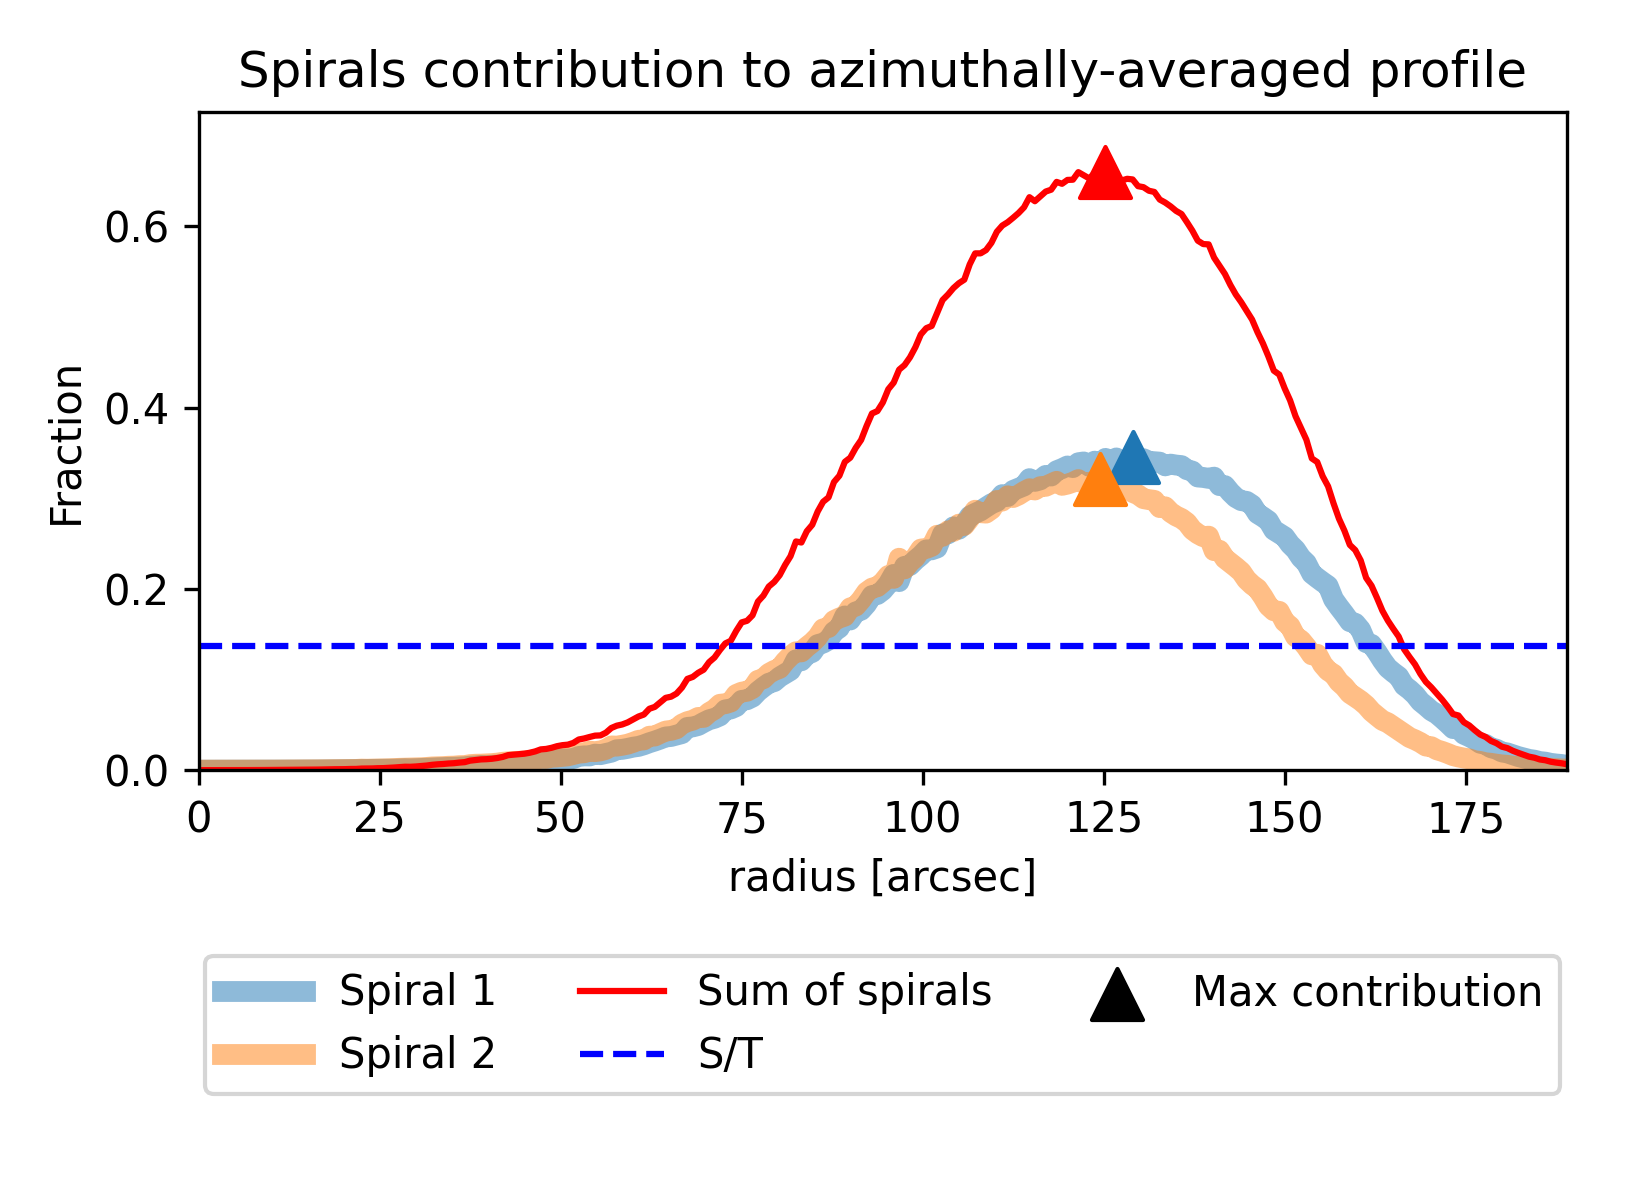 Spirals contribution to azimuthally-averaged profile
Fraction
0.6
0.4
0.2
0.0
0 25 50 75 100 125 150 175
radius [arcsec]
Spiral 1 Sum of spirals Max contribution
Spiral 2 S/T